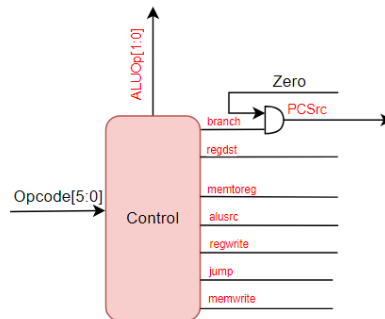 ALUOp[1:0]
Zero
PCSrc
branch
regdst
memtoreg
Opcode[5:0]
Control
alusrc
regwrite
jump
memwrite